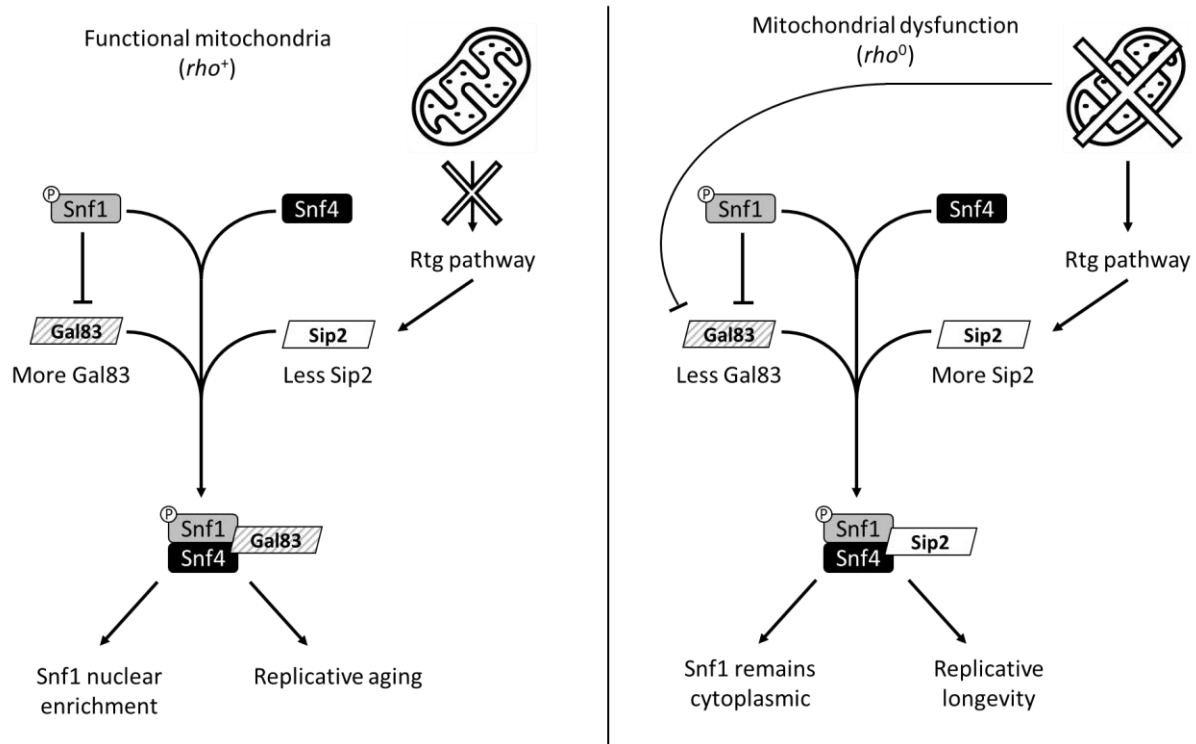 Functional mitochondria
(rho⁺)
P
Snf1
Snf4
Rtg pathway
Gal83
Sip2
More Gal83
Less Sip2
P
Snf1
Gal83
Snf4
Snf1 nuclear
enrichment
Replicative aging
Mitochondrial dysfunction
(rho⁰)
P
Snf1
Snf4
Rtg pathway
Gal83
Sip2
Less Gal83
More Sip2
P
Snf1
Sip2
Snf4
Snf1 remains
cytoplasmic
Replicative
longevity